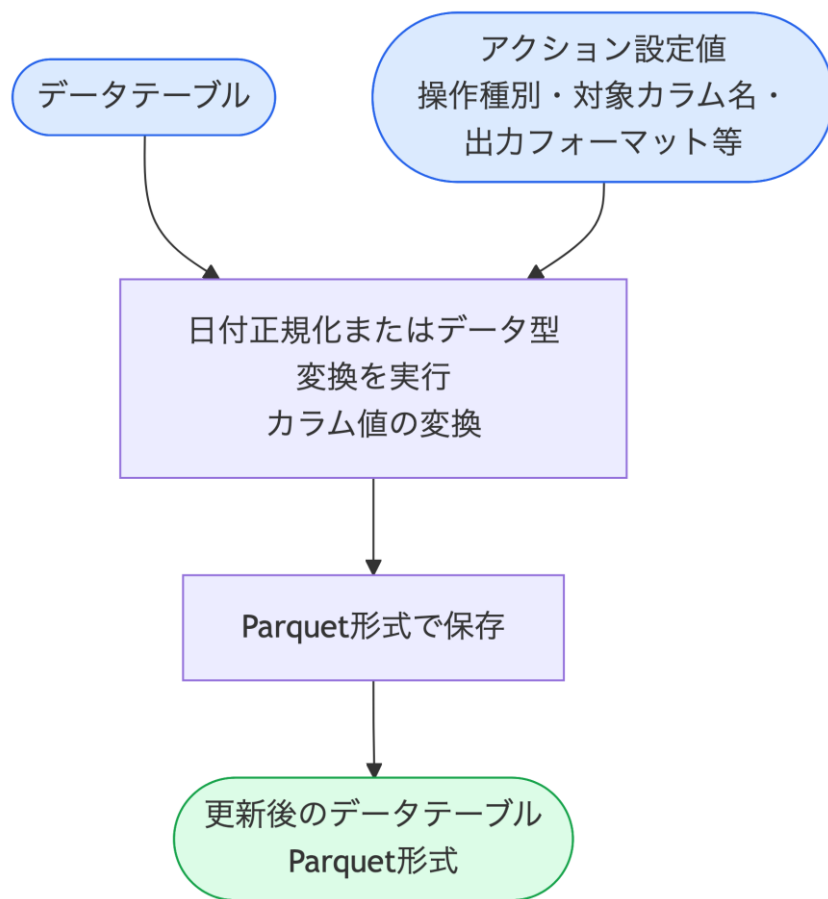 データテーブル
アクション設定値
操作種別・対象カラム名・
出力フォーマット等
日付正規化またはデータ型
変換を実行
カラム値の変換
Parquet形式で保存
更新後のデータテーブル
Parquet形式